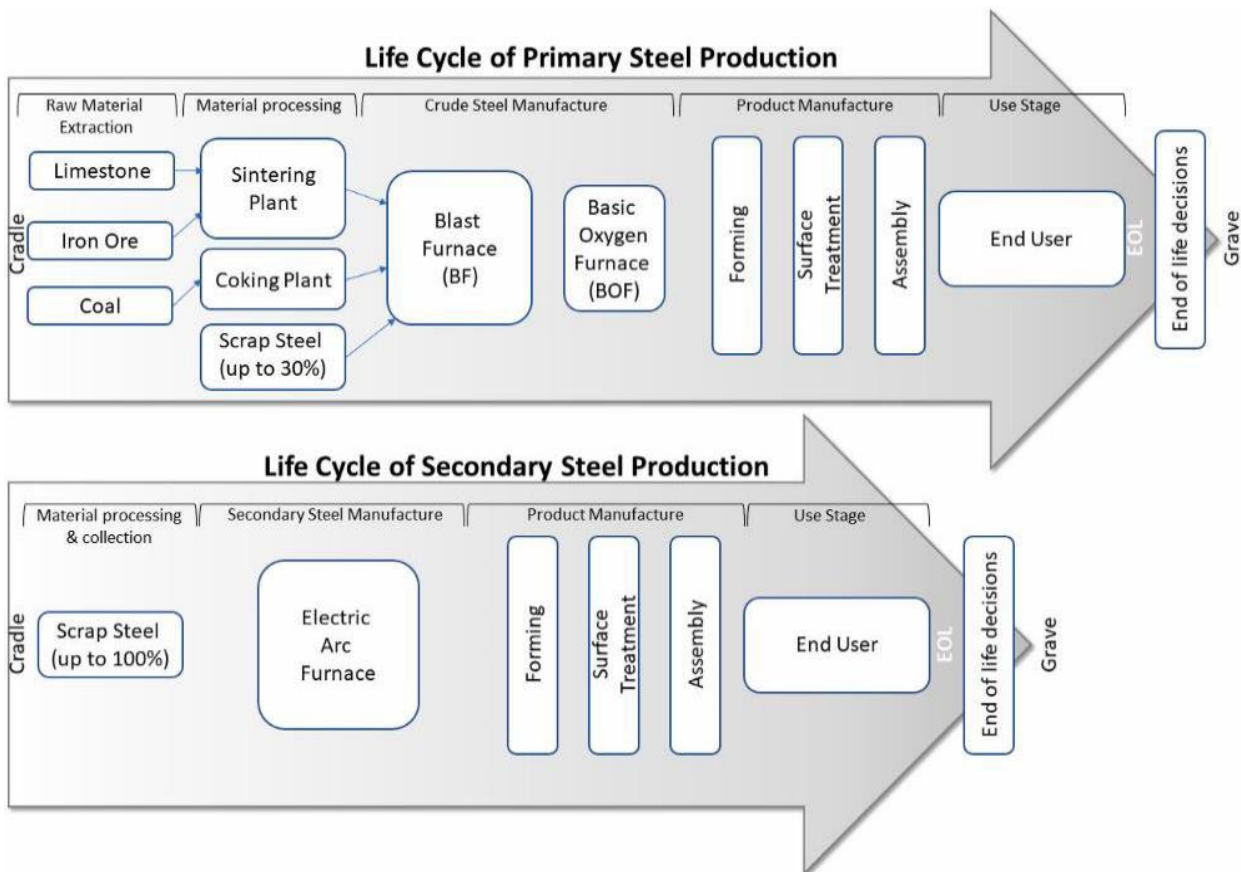 Life Cycle of Primary Steel Production
Raw Material
Extraction
Material processing
Crude Steel Manufacture
Product Manufacture
Use Stage
Cradle
Limestone
Iron Ore
Coal
Sintering
Plant
Coking Plant
Scrap Steel
(up to 30%)
Blast
Furnace
(BF)
Basic
Oxygen
Furnace
(BOF)
Forming
Surface
Treatment
Assembly
End User
EOL
End of life decisions
Grave
Life Cycle of Secondary Steel Production
Material processing
& collection
Secondary Steel Manufacture
Product Manufacture
Use Stage
Cradle
Scrap Steel
(up to 100%)
Electric
Arc
Furnace
Forming
Surface
Treatment
Assembly
End User
EOL
End of life decisions
Grave